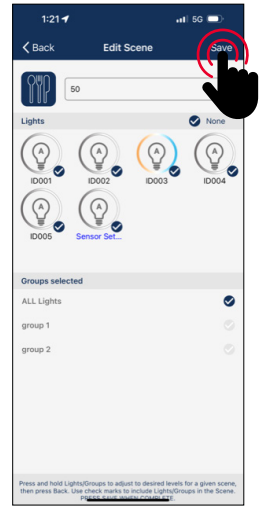 1:21 5G
Back Edit Scene Save
50
Lights None
A A A A
ID001 ID002 ID003 ID004
A A
ID005 Sensor Set...
Groups selected
ALL Lights
group 1
group 2
Press and hold Lights/Groups to adjust to desired levels for a given scene,
then press Back. Use check marks to include Lights/Groups in the Scene.
PRESS SAVE WHEN COMPLETE.